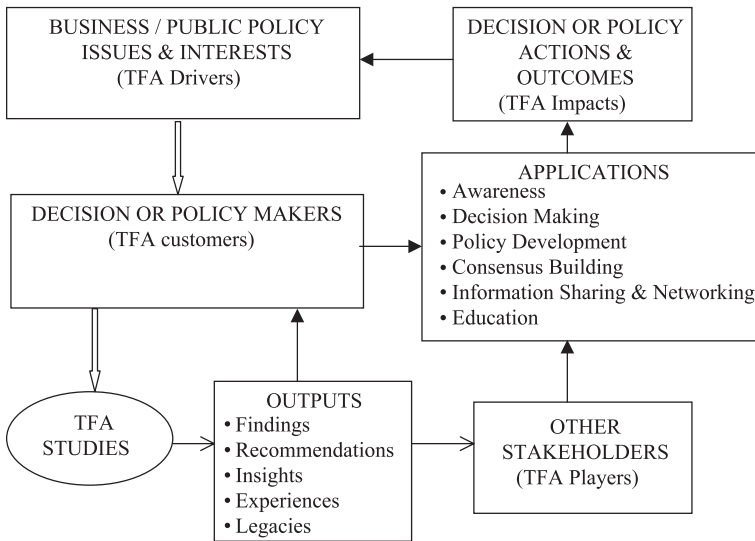 BUSINESS / PUBLIC POLICY
ISSUES & INTERESTS
(TFA Drivers)
DECISION OR POLICY
ACTIONS &
OUTCOMES
(TFA Impacts)
DECISION OR POLICY MAKERS
(TFA customers)
APPLICATIONS
• Awareness
• Decision Making
• Policy Development
• Consensus Building
• Information Sharing & Networking
• Education
TFA
STUDIES
OUTPUTS
• Findings
• Recommendations
• Insights
• Experiences
• Legacies
OTHER
STAKEHOLDERS
(TFA Players)